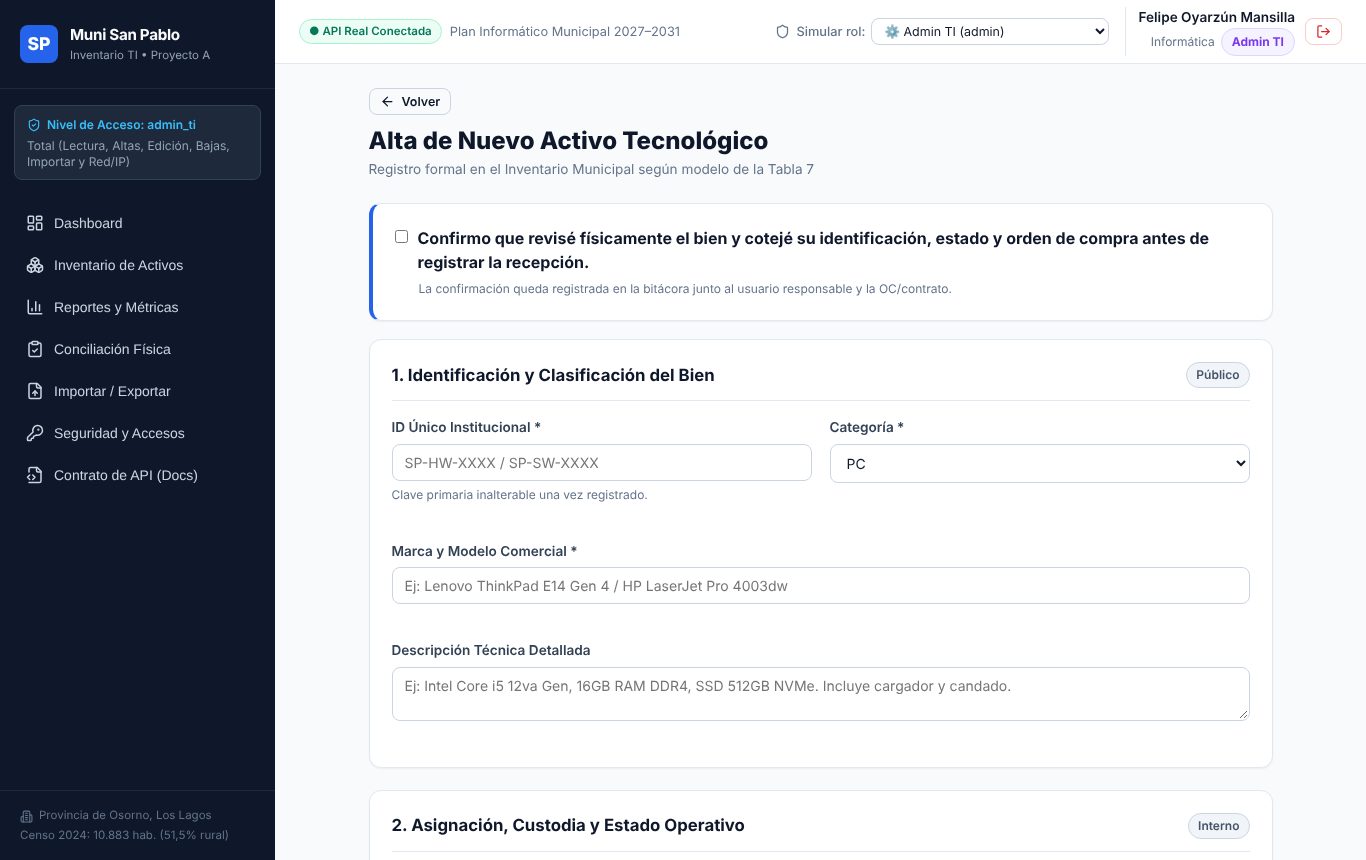 SP
Muni San Pablo
Inventario TI • Proyecto A
Nivel de Acceso: admin_ti
Total (Lectura, Altas, Edición, Bajas,
Importar y Red/IP)
Dashboard
Inventario de Activos
Reportes y Métricas
Conciliación Física
Importar / Exportar
Seguridad y Accesos
Contrato de API (Docs)
Provincia de Osorno, Los Lagos
Censo 2024: 10.883 hab. (51,5% rural)
API Real Conectada
Plan Informático Municipal 2027–2031
Simular rol:
Admin TI (admin)
Felipe Oyarzún Mansilla
Informática
Admin TI
Volver
Alta de Nuevo Activo Tecnológico
Registro formal en el Inventario Municipal según modelo de la Tabla 7
Confirmo que revisé físicamente el bien y cotejé su identificación, estado y orden de compra antes de
registrar la recepción.
La confirmación queda registrada en la bitácora junto al usuario responsable y la OC/contrato.
1. Identificación y Clasificación del Bien
Público
ID Único Institucional *
Categoría *
SP-HW-XXXX / SP-SW-XXXX
PC
Clave primaria inalterable una vez registrado.
Marca y Modelo Comercial *
Ej: Lenovo ThinkPad E14 Gen 4 / HP LaserJet Pro 4003dw
Descripción Técnica Detallada
Ej: Intel Core i5 12va Gen, 16GB RAM DDR4, SSD 512GB NVMe. Incluye cargador y candado.
2. Asignación, Custodia y Estado Operativo
Interno